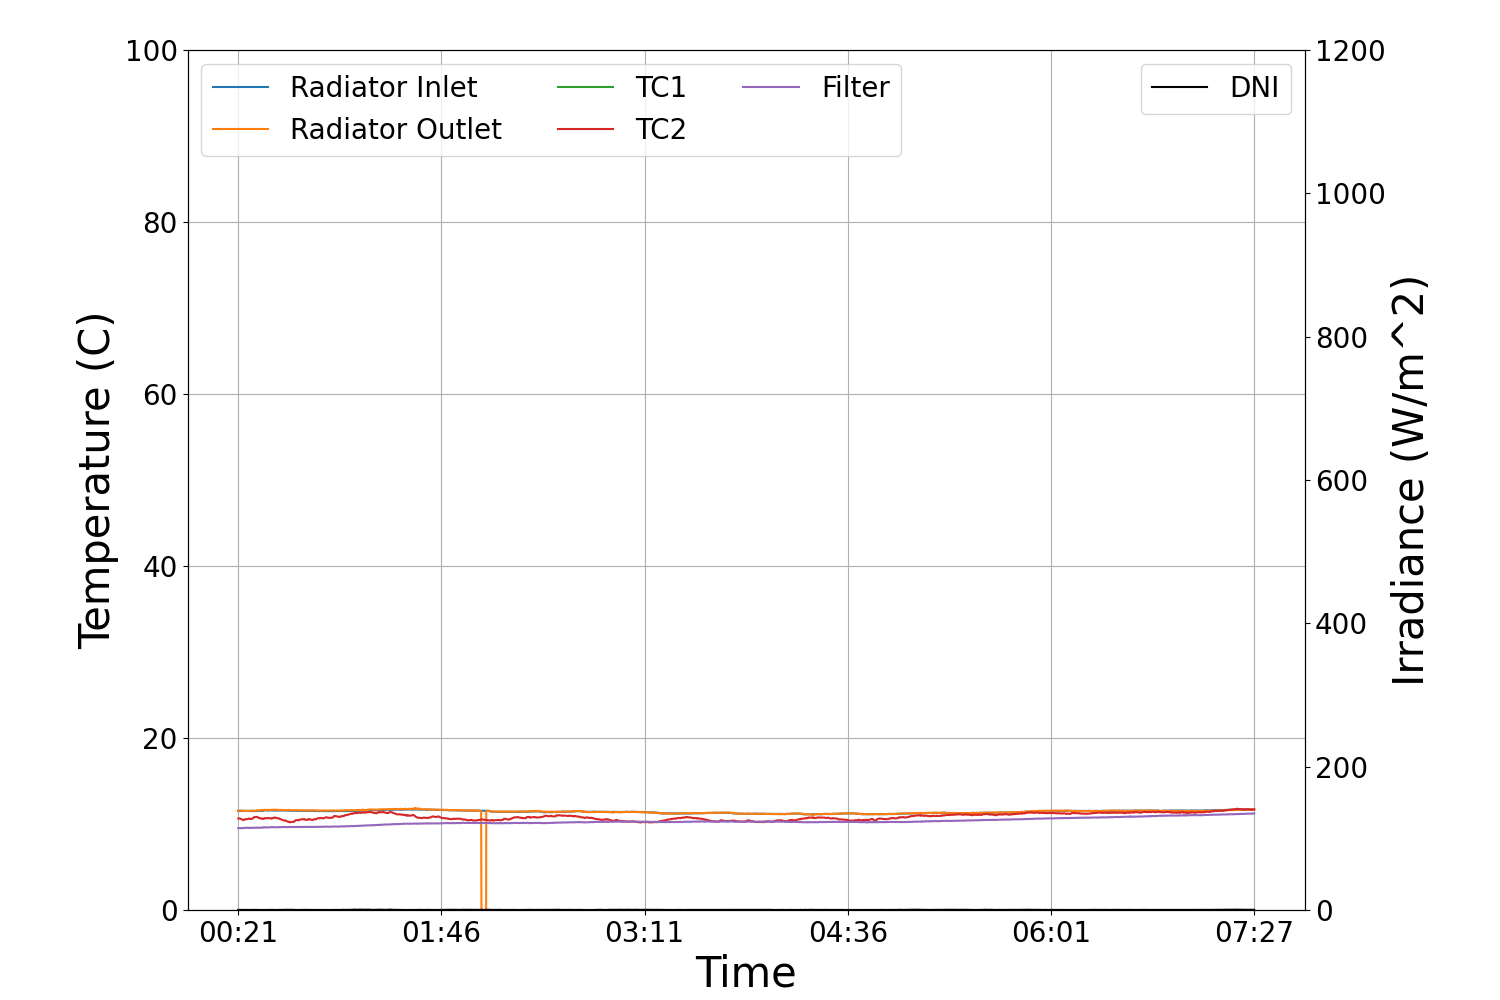 Radiator Inlet
Radiator Outlet
TC1
TC2
Filter
DNI
100
80
60
40
20
0
Temperature (C)
1200
1000
800
600
400
200
0
Irradiance (W/m^2)
00:21 01:46 03:11 04:36 06:01 07:27
Time